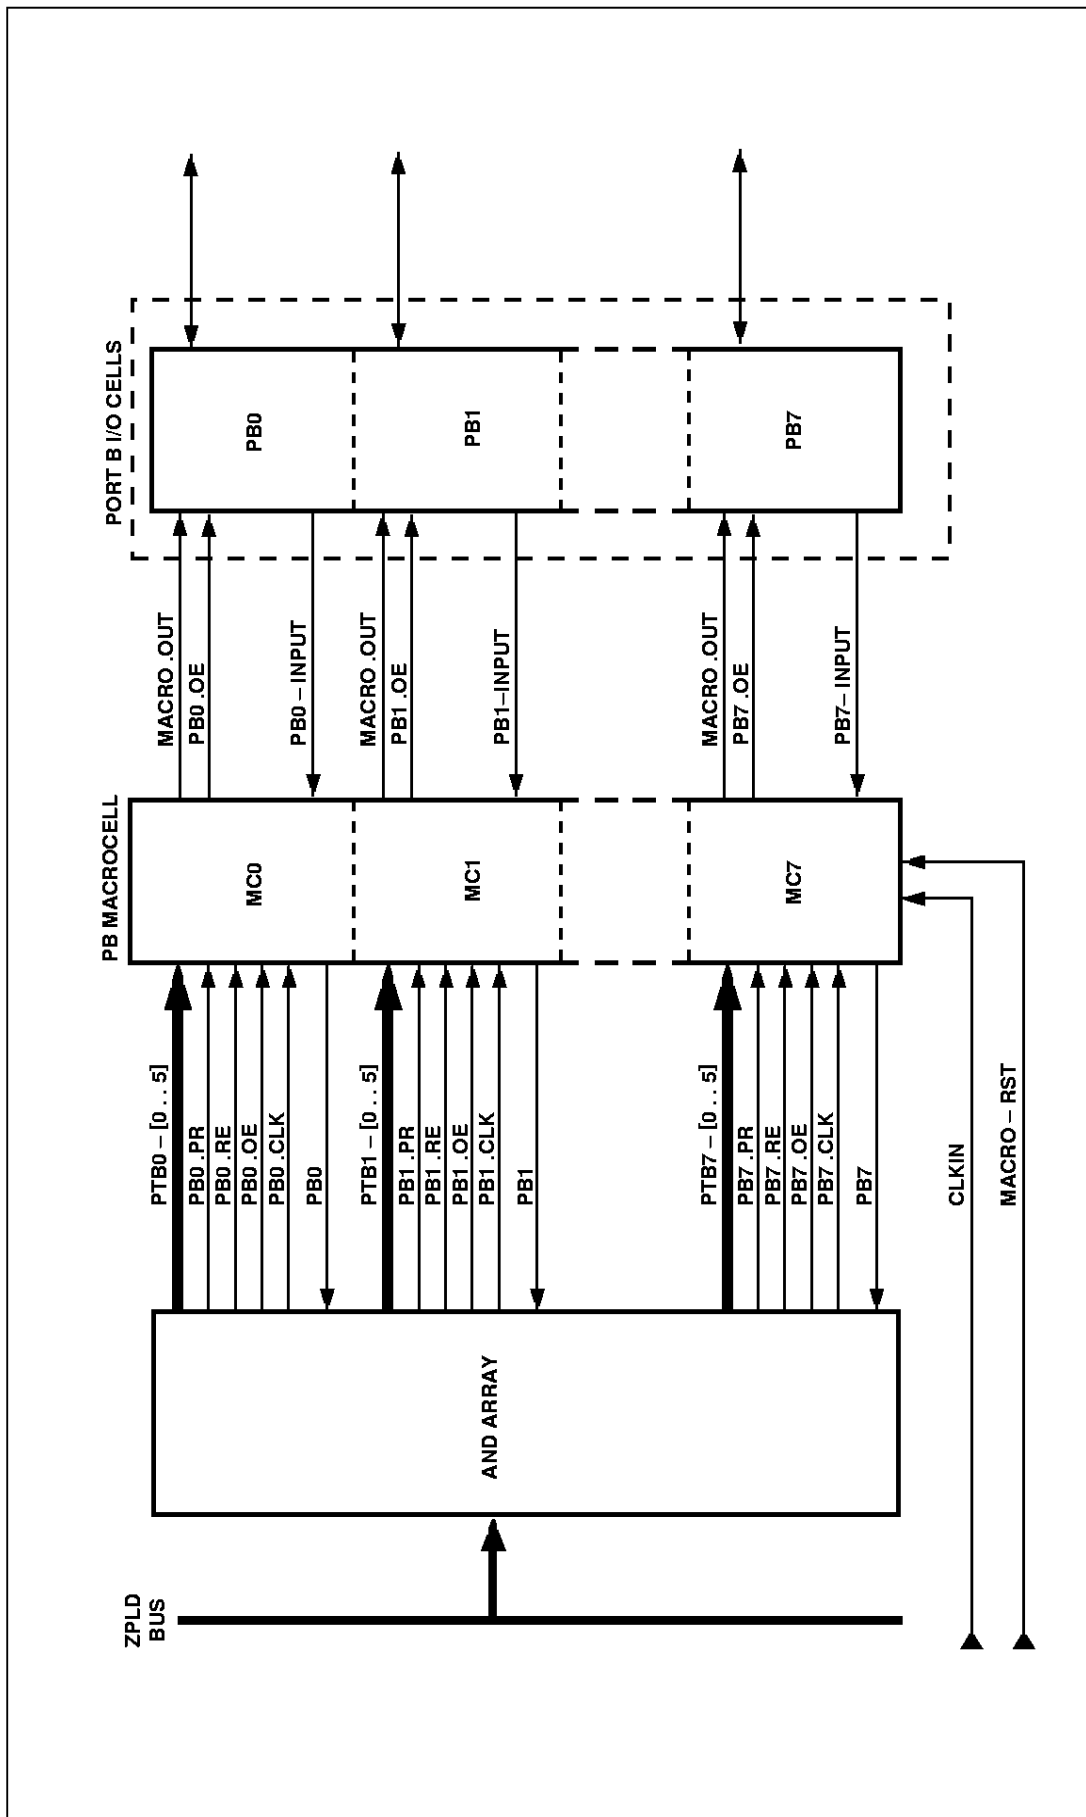 ZPLD
BUS
AND ARRAY
PTB0 – [0 . . . 5]
PB0 .PR
PB0 .RE
PB0 .OE
PB0 .CLK
PB0
PTB1 – [0 . . . 5]
PB1 .PR
PB1 .RE
PB1 .OE
PB1 .CLK
PB1
PTB7 – [0 . . . 5]
PB7 .PR
PB7 .RE
PB7 .OE
PB7 .CLK
PB7
CLKIN
MACRO – RST
PB MACROCELL
MC0
MC1
MC7
MACRO .OUT
PB0 .OE
PB0 – INPUT
MACRO .OUT
PB1 .OE
PB1–INPUT
MACRO .OUT
PB7 .OE
PB7– INPUT
PORT B I/O CELLS
PB0
PB1
PB7